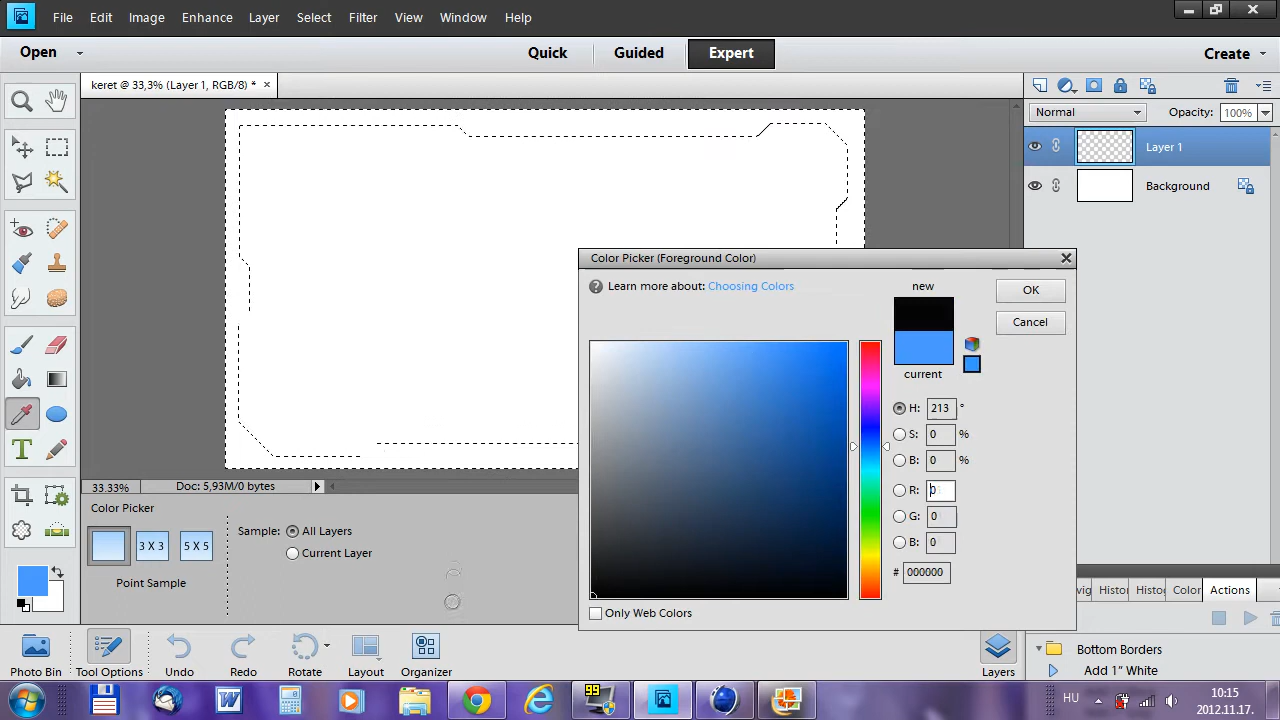 File Edit Image Enhance Layer Select Filter View Window Help
Open Quick Guided Expert Create
keret @ 33,3% (Layer 1, RGB/8) * ×
Normal Opacity: 100%
Layer 1
Background
Color Picker (Foreground Color)
Learn more about: Choosing Colors
new
OK
Cancel
current
H: 213 °
S: 0 %
B: 0 %
R: 0
G: 0
B: 0
# 000000
Only Web Colors
33.33% Doc: 5,93M/0 bytes
Color Picker
3 X 3 5 X 5
Point Sample
Sample: All Layers
Current Layer
Histor Histo Color Actions
Bottom Borders
Add 1" White
Photo Bin Tool Options Undo Redo Rotate Layout Organizer Layers
99
HU
10:15
2012.11.17.